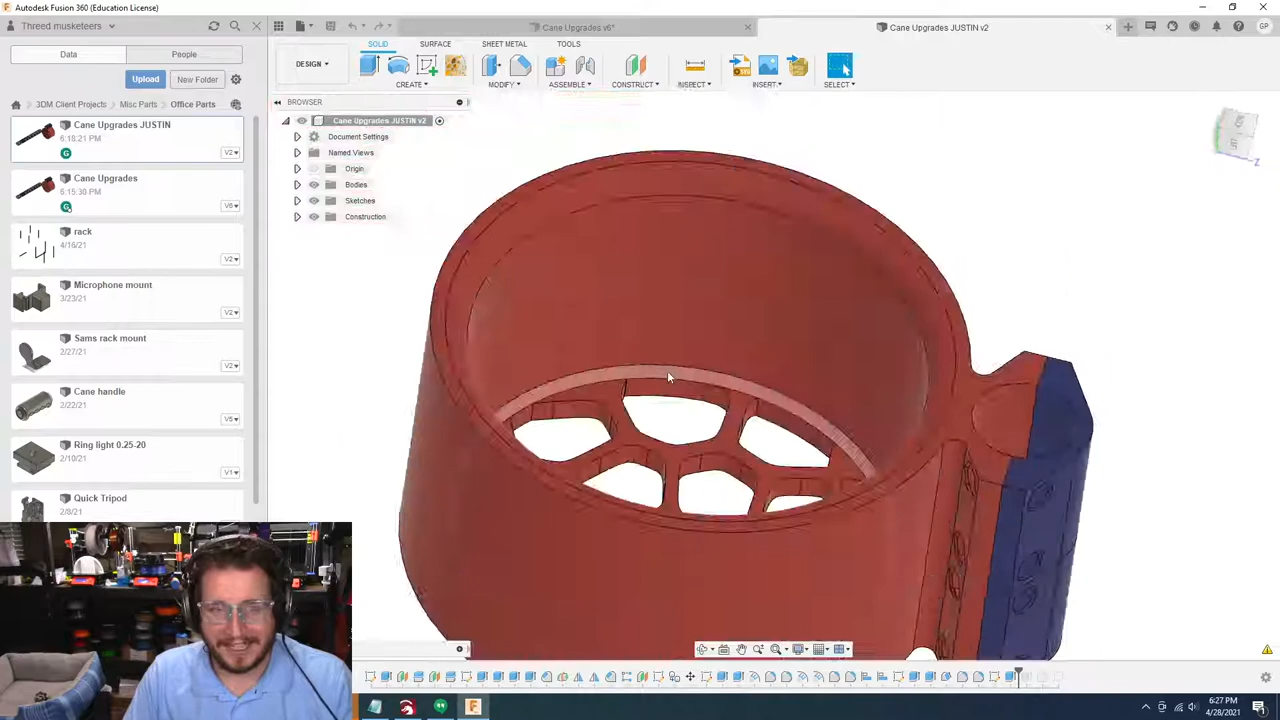 Autodesk Fusion 360 (Education License)
Threed musketeers
Cane Upgrades v6*
Cane Upgrades JUSTIN v2
GP
Data
People
SOLID
SURFACE
SHEET METAL
TOOLS
DESIGN
Upload
New Folder
CREATE
MODIFY
ASSEMBLE
CONSTRUCT
INSPECT
INSERT
SELECT
3DM Client Projects
Misc Parts
Office Parts
BROWSER
Cane Upgrades JUSTIN v2
Document Settings
Named Views
Origin
Bodies
Sketches
Construction
Cane Upgrades JUSTIN
6:18:21 PM
G
V2
Cane Upgrades
6:15:30 PM
G
V6
rack
4/16/21
V2
Microphone mount
3/23/21
V2
Sams rack mount
2/27/21
V2
Cane handle
2/22/21
V5
Ring light 0.25-20
2/10/21
V1
Quick Tripod
2/8/21
Z
6:27 PM
4/28/2021